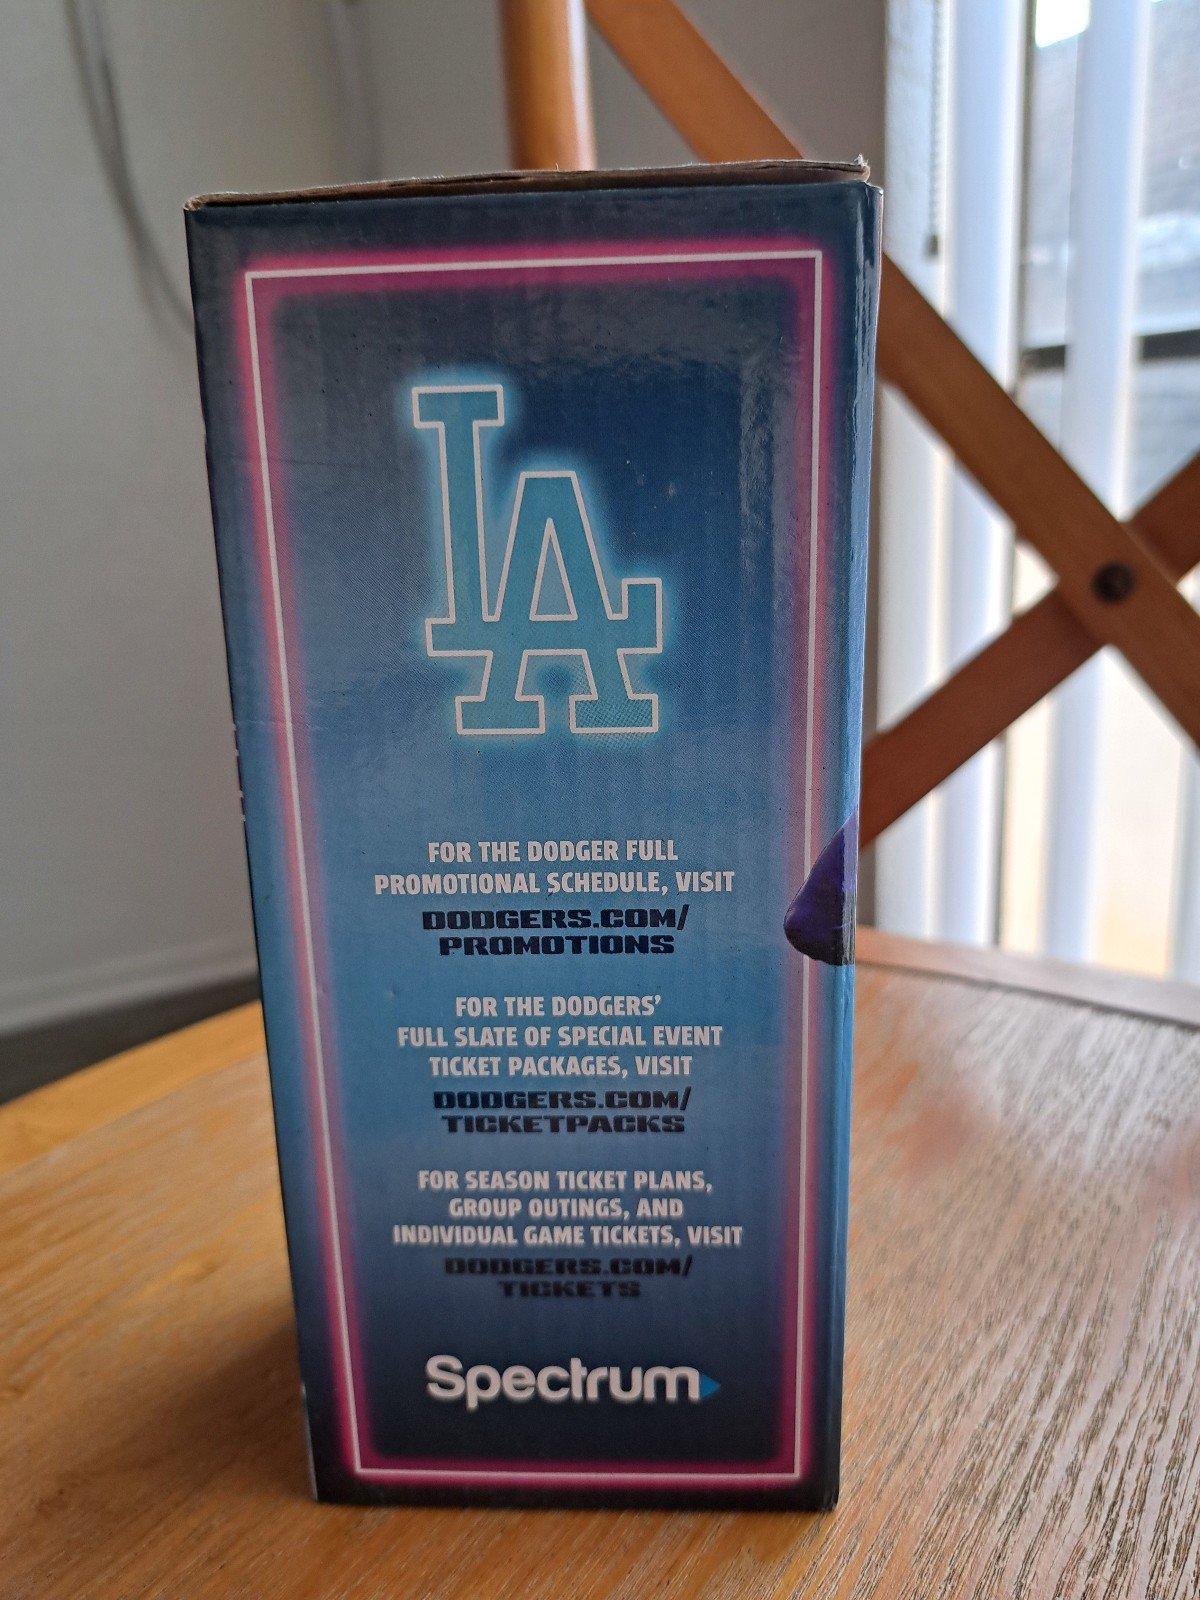 LA
FOR THE DODGER FULL
PROMOTIONAL SCHEDULE, VISIT
DODGERS.COM/
PROMOTIONS
FOR THE DODGERS’
FULL SLATE OF SPECIAL EVENT
TICKET PACKAGES, VISIT
DODGERS.COM/
TICKETPACKS
FOR SEASON TICKET PLANS,
GROUP OUTINGS, AND
INDIVIDUAL GAME TICKETS, VISIT
DODGERS.COM/
TICKETS
Spectrum